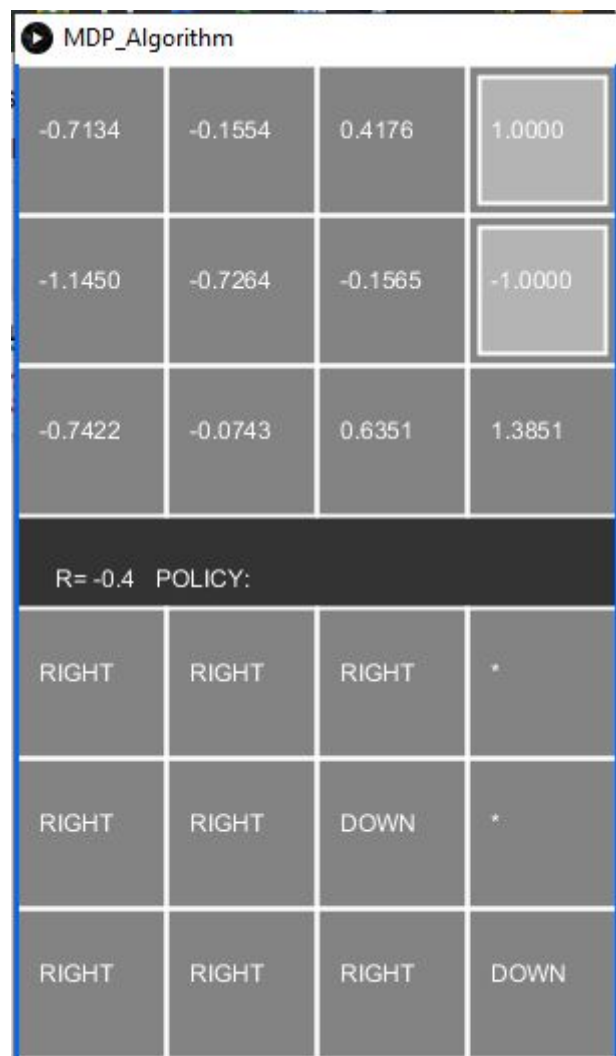 MDP_Algorithm
-0.7134 -0.1554 0.4176 1.0000
-1.1450 -0.7264 -0.1565 -1.0000
-0.7422 -0.0743 0.6351 1.3851
R= -0.4 POLICY:
RIGHT RIGHT RIGHT *
RIGHT RIGHT DOWN *
RIGHT RIGHT RIGHT DOWN